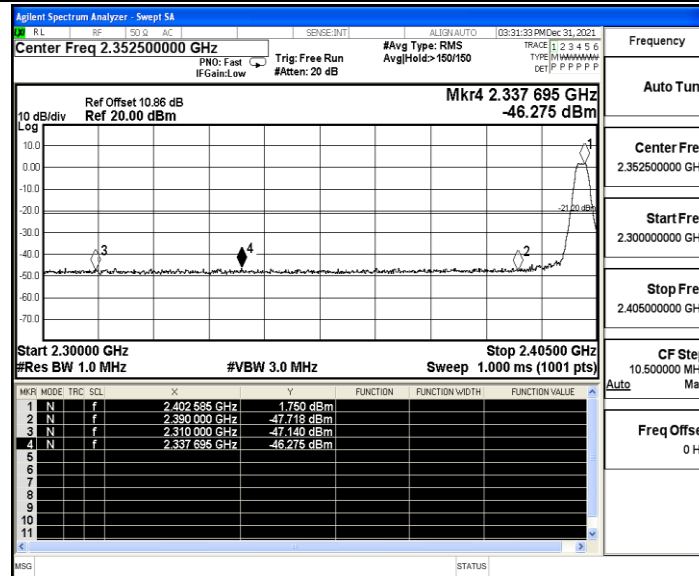 Agilent Spectrum Analyzer - Swept SA
RL RF 50 Ω AC SENSE:INT ALIGN AUTO 03:31:33 PM Dec 31, 2021
Center Freq 2.352500000 GHz
PNO: Fast
IFGain:Low
Trig: Free Run
#Atten: 20 dB
#Avg Type: RMS
Avg|Hold:>150/150
TRACE 1 2 3 4 5 6
TYPE MWWWWW
DET P P P P P P
Mkr4 2.337 695 GHz
-46.275 dBm
Ref Offset 10.86 dB
10 dB/div Ref 20.00 dBm
Log
10.0
0.00
-10.0
-20.0
-30.0
-40.0
-50.0
-60.0
-70.0
1
-21.20 dBm
3
4
2
Start 2.30000 GHz Stop 2.40500 GHz
#Res BW 1.0 MHz #VBW 3.0 MHz Sweep 1.000 ms (1001 pts)
MKR MODE TRC SCL X Y FUNCTION FUNCTION WIDTH FUNCTION VALUE
1 N f 2.402 585 GHz 1.750 dBm
2 N f 2.390 000 GHz -47.718 dBm
3 N f 2.310 000 GHz -47.140 dBm
4 N f 2.337 695 GHz -46.275 dBm
5
6
7
8
9
10
11
MSG STATUS
Frequency
Auto Tun
Center Fre
2.352500000 GH
Start Fre
2.300000000 GH
Stop Fre
2.405000000 GH
CF Step
10.500000 MH
Auto Ma
Freq Offse
0 H